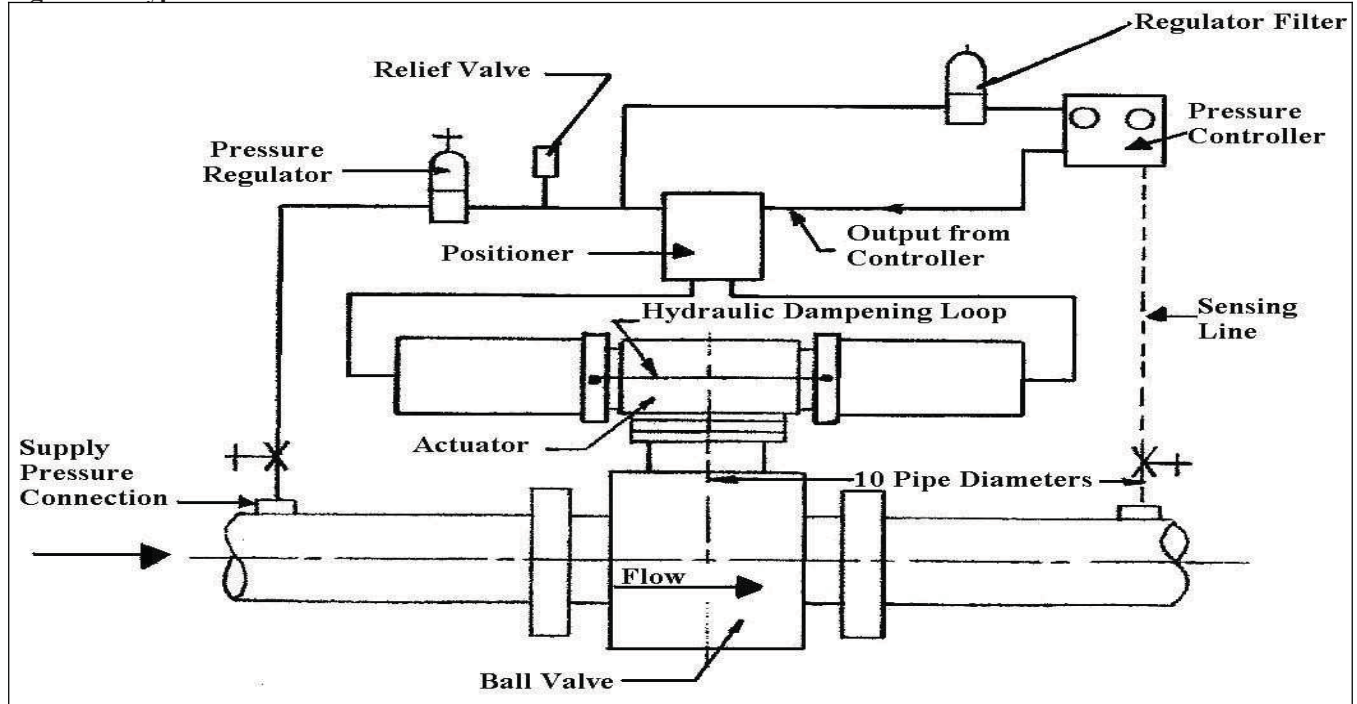 Regulator Filter
Relief Valve
Pressure
Controller
Pressure
Regulator
Output from
Controller
Positioner
Hydraulic Dampening Loop
Sensing
Line
Actuator
Supply
Pressure
Connection
10 Pipe Diameters
Flow
Ball Valve